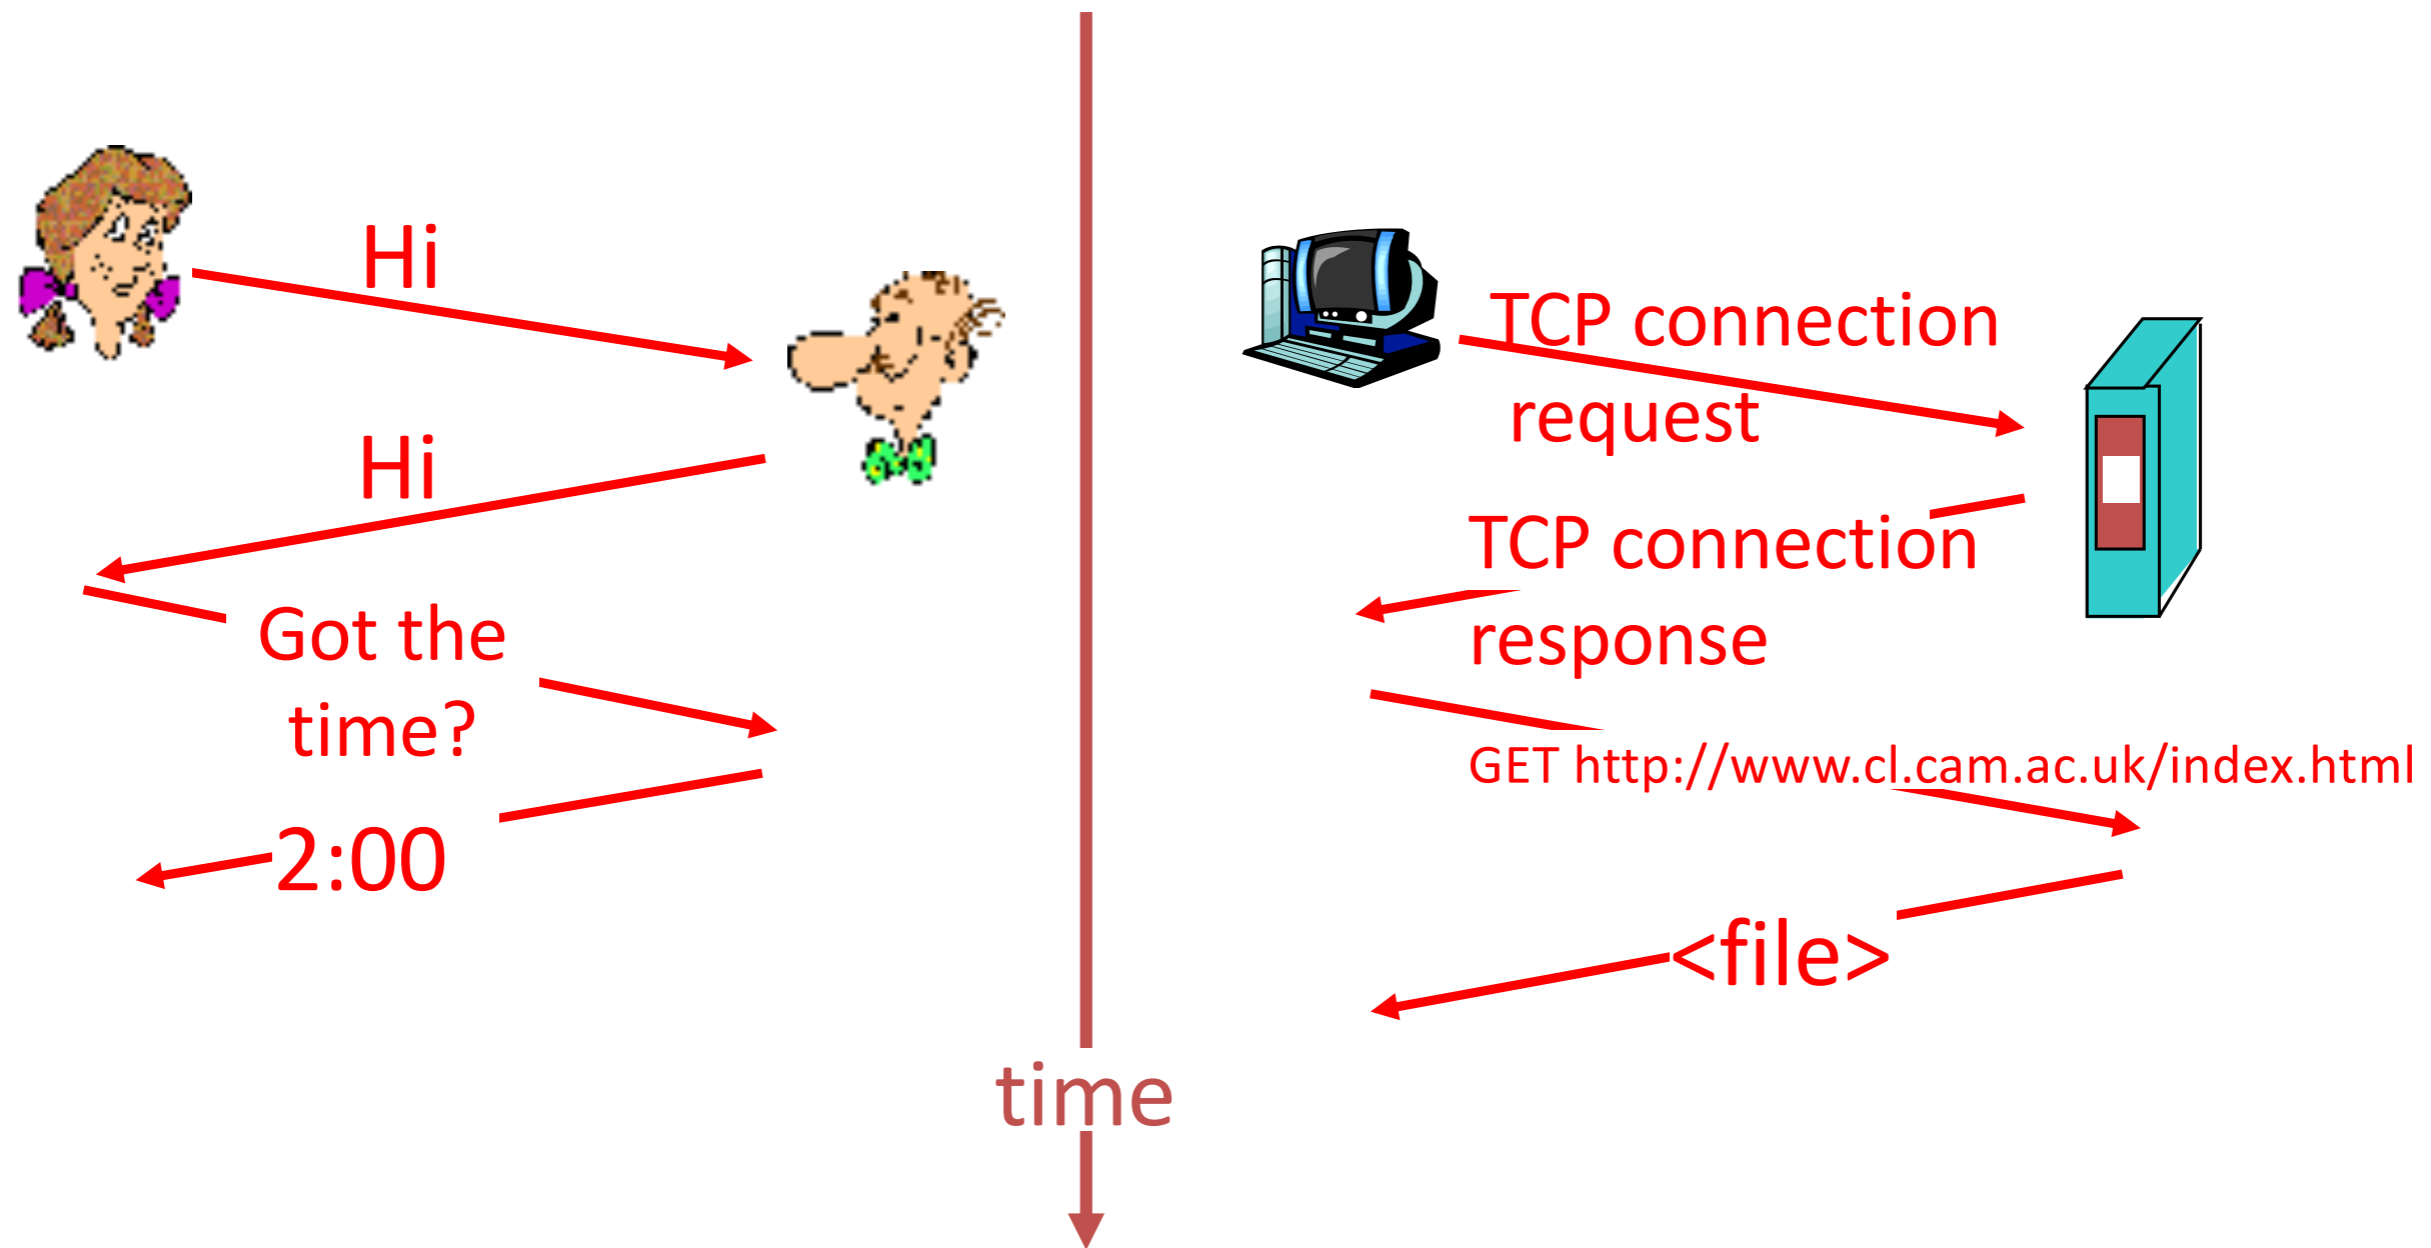 Hi
Hi
Got the
time?
2:00
TCP connection
request
TCP connection
response
GET http://www.cl.cam.ac.uk/index.html
<file>
time